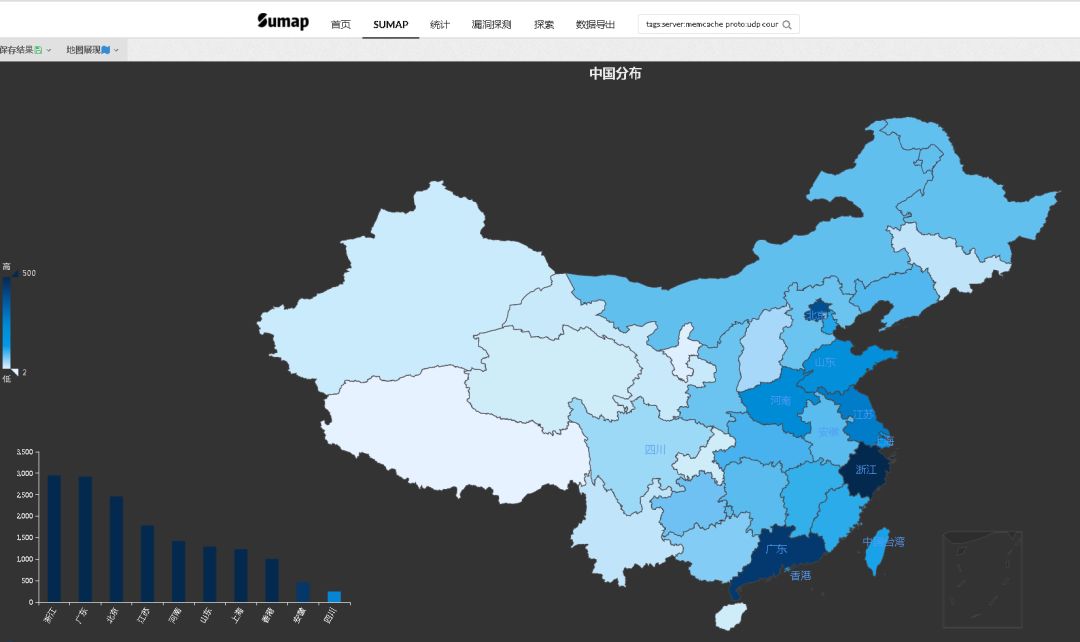 Sumap 首页 SUMAP 统计 漏洞探测 探索 数据导出 tags:server:memcache proto:udp cour
保存结果 地图展现
中国分布
高
500
2
低
北京
山东
河南
江苏
安徽
上海
四川
浙江
中国台湾
广东
香港
3,500
3,000
2,500
2,000
1,500
1,000
500
0
浙江 广东 北京 江苏 河南 山东 上海 香港 安徽 四川